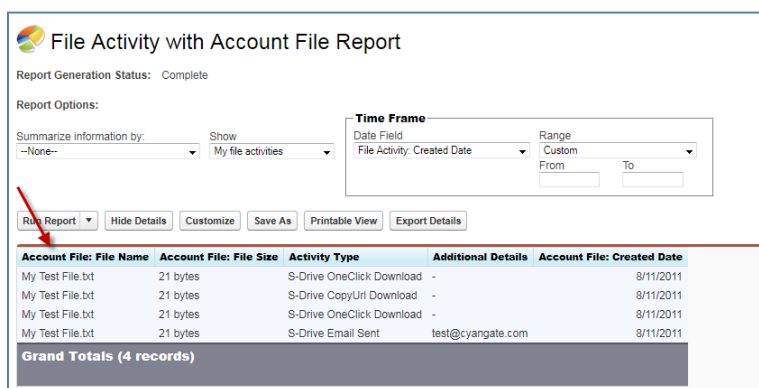 File Activity with Account File Report
Report Generation Status: Complete
Report Options:
Time Frame
Summarize information by: Show Date Field Range
--None-- My file activities File Activity: Created Date Custom
From To
Run Report Hide Details Customize Save As Printable View Export Details
Account File: File Name Account File: File Size Activity Type Additional Details Account File: Created Date
My Test File.txt 21 bytes S-Drive OneClick Download - 8/11/2011
My Test File.txt 21 bytes S-Drive CopyUrl Download - 8/11/2011
My Test File.txt 21 bytes S-Drive OneClick Download - 8/11/2011
My Test File.txt 21 bytes S-Drive Email Sent test@cyangate.com 8/11/2011
Grand Totals (4 records)